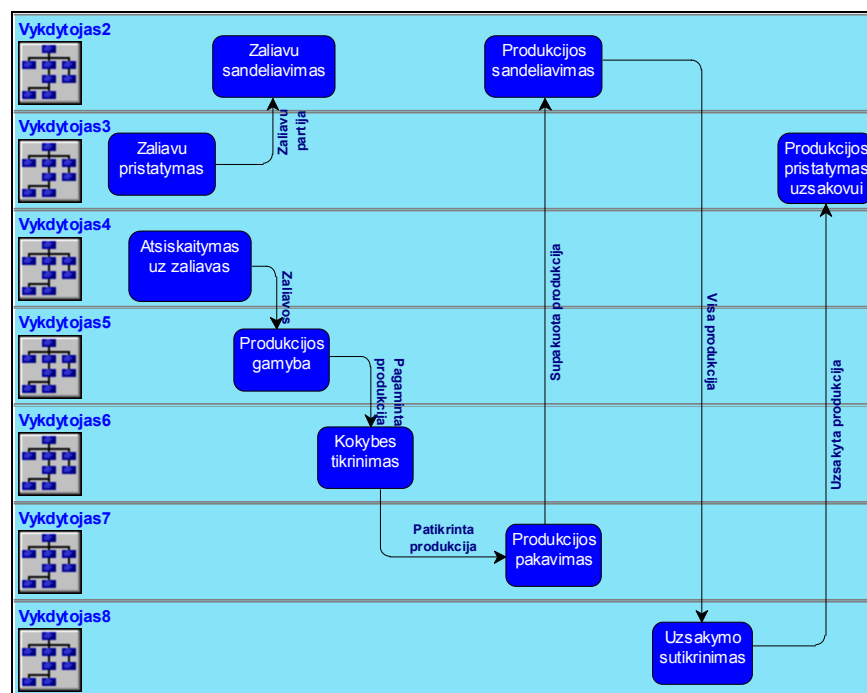 Vykdytojas2
Zaliavu
sandeliavimas
Produkcijos
sandeliavimas
Zaliavu
partija
Vykdytojas3
Zaliavu
pristatymas
Produkcijos
pristatymas
uzsakovui
Vykdytojas4
Atsiskaitymas
uz zaliavas
Zaliavos
Supakuota produkcija
Visa produkcija
Uzsakyta produkcija
Vykdytojas5
Produkcijos
gamyba
Pagaminta
produkcija
Vykdytojas6
Kokybes
tikrinimas
Vykdytojas7
Patikrinta
produkcija
Produkcijos
pakavimas
Vykdytojas8
Uzsakymo
sutikrinimas